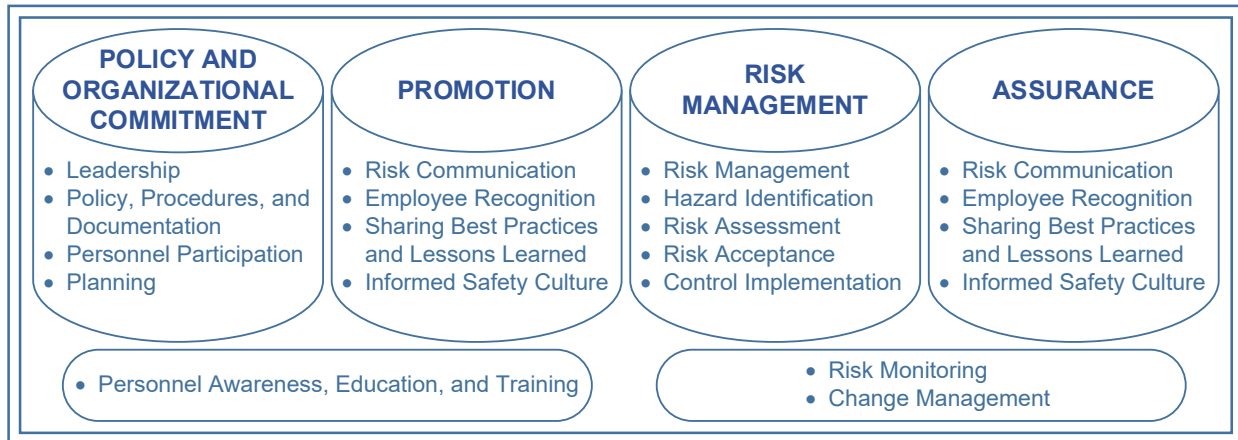 POLICY AND
ORGANIZATIONAL
COMMITMENT
• Leadership
• Policy, Procedures, and
Documentation
• Personnel Participation
• Planning
PROMOTION
• Risk Communication
• Employee Recognition
• Sharing Best Practices
and Lessons Learned
• Informed Safety Culture
RISK
MANAGEMENT
• Risk Management
• Hazard Identification
• Risk Assessment
• Risk Acceptance
• Control Implementation
ASSURANCE
• Risk Communication
• Employee Recognition
• Sharing Best Practices
and Lessons Learned
• Informed Safety Culture
• Personnel Awareness, Education, and Training
• Risk Monitoring
• Change Management